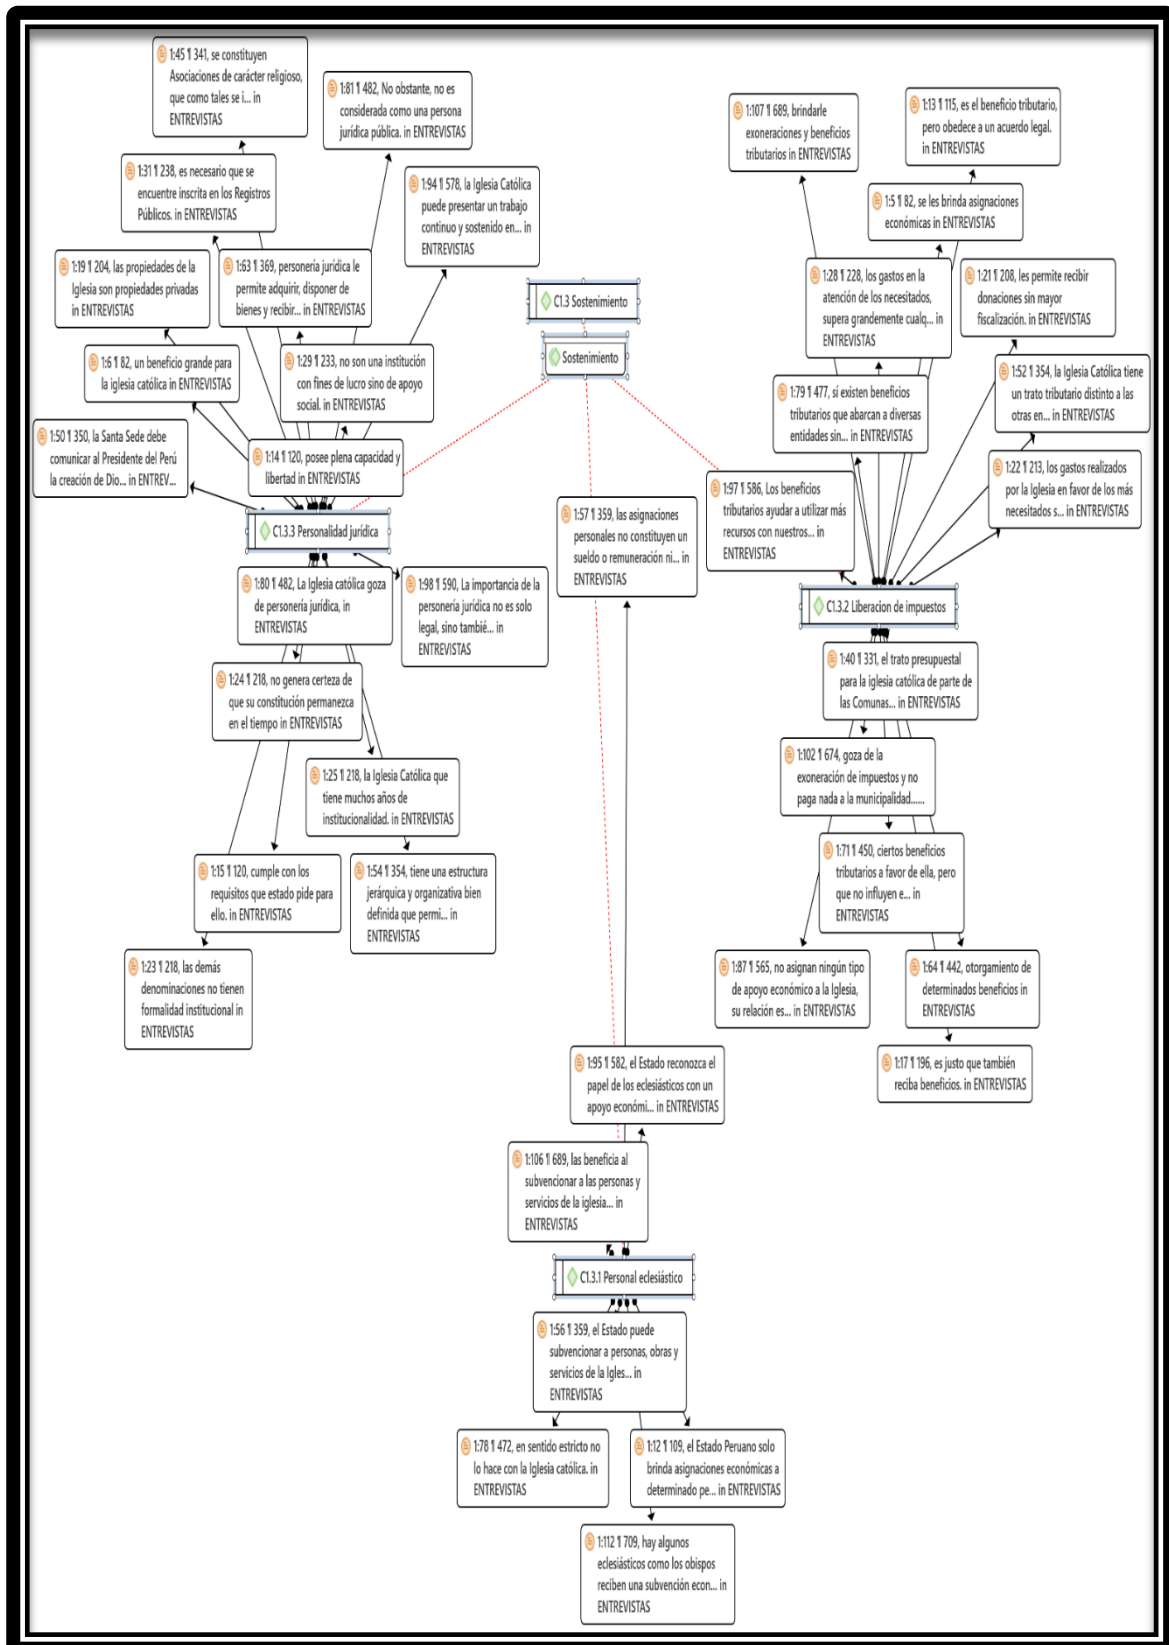 1:45 ¶ 341, se constituyen
Asociaciones de carácter religioso,
que como tales se i... in
ENTREVISTAS
1:81 ¶ 482, No obstante, no es
considerada como una persona
jurídica pública. in ENTREVISTAS
1:107 ¶ 689, brindarle
exoneraciones y beneficios
tributarios in ENTREVISTAS
1:13 ¶ 115, es el beneficio tributario,
pero obedece a un acuerdo legal.
in ENTREVISTAS
1:31 ¶ 238, es necesario que se
encuentre inscrita en los Registros
Públicos. in ENTREVISTAS
1:94 ¶ 578, la Iglesia Católica
puede presentar un trabajo
continuo y sostenido en... in
ENTREVISTAS
1:5 ¶ 82, se les brinda asignaciones
económicas in ENTREVISTAS
1:19 ¶ 204, las propiedades de la
Iglesia son propiedades privadas
in ENTREVISTAS
1:63 ¶ 369, personería jurídica le
permite adquirir, disponer de
bienes y recibir... in ENTREVISTAS
C1.3 Sostenimiento
Sostenimiento
1:28 ¶ 228, los gastos en la
atención de los necesitados,
supera grandemente cualq... in
ENTREVISTAS
1:21 ¶ 208, les permite recibir
donaciones sin mayor
fiscalización. in ENTREVISTAS
1:6 ¶ 82, un beneficio grande para
la iglesia católica in ENTREVISTAS
1:29 ¶ 233, no son una institución
con fines de lucro sino de apoyo
social. in ENTREVISTAS
1:79 ¶ 477, sí existen beneficios
tributarios que abarcan a diversas
entidades sin... in ENTREVISTAS
1:52 ¶ 354, la Iglesia Católica tiene
un trato tributario distinto a las
otras en... in ENTREVISTAS
1:50 ¶ 350, la Santa Sede debe
comunicar al Presidente del Perú
la creación de Dio... in ENTREV...
1:14 ¶ 120, posee plena capacidad y
libertad in ENTREVISTAS
1:22 ¶ 213, los gastos realizados
por la Iglesia en favor de los más
necesitados s... in ENTREVISTAS
1:97 ¶ 586, Los beneficios
tributarios ayudar a utilizar más
recursos con nuestros... in
ENTREVISTAS
1:57 ¶ 359, las asignaciones
personales no constituyen un
sueldo o remuneración ni... in
ENTREVISTAS
C1.3.3 Personalidad jurídica
1:80 ¶ 482, La Iglesia católica goza
de personería jurídica, in
ENTREVISTAS
1:98 ¶ 590, La importancia de la
personería jurídica no es solo
legal, sino tambié... in
ENTREVISTAS
C1.3.2 Liberacion de impuestos
1:40 ¶ 331, el trato presupuestal
para la iglesia católica de parte de
las Comunas... in ENTREVISTAS
1:24 ¶ 218, no genera certeza de
que su constitución permanezca
en el tiempo in ENTREVISTAS
1:102 ¶ 674, goza de la
exoneración de impuestos y no
paga nada a la municipalidad......
1:25 ¶ 218, la Iglesia Católica que
tiene muchos años de
institucionalidad. in ENTREVISTAS
1:71 ¶ 450, ciertos beneficios
tributarios a favor de ella, pero
que no influyen e... in
ENTREVISTAS
1:15 ¶ 120, cumple con los
requisitos que estado pide para
ello. in ENTREVISTAS
1:54 ¶ 354, tiene una estructura
jerárquica y organizativa bien
definida que permi... in
ENTREVISTAS
1:23 ¶ 218, las demás
denominaciones no tienen
formalidad institucional in
ENTREVISTAS
1:87 ¶ 565, no asignan ningún tipo
de apoyo económico a la Iglesia,
su relación es... in ENTREVISTAS
1:64 ¶ 442, otorgamiento de
determinados beneficios in
ENTREVISTAS
1:17 ¶ 196, es justo que también
reciba beneficios. in ENTREVISTAS
1:95 ¶ 582, el Estado reconozca el
papel de los eclesiásticos con un
apoyo económi... in ENTREVISTAS
1:106 ¶ 689, las beneficia al
subvencionar a las personas y
servicios de la iglesia... in
ENTREVISTAS
C1.3.1 Personal eclesiástico
1:56 ¶ 359, el Estado puede
subvencionar a personas, obras y
servicios de la Igles... in
ENTREVISTAS
1:78 ¶ 472, en sentido estricto no
lo hace con la Iglesia católica. in
ENTREVISTAS
1:12 ¶ 109, el Estado Peruano solo
brinda asignaciones económicas a
determinado pe... in ENTREVISTAS
1:112 ¶ 709, hay algunos
eclesiásticos como los obispos
reciben una subvención econ... in
ENTREVISTAS